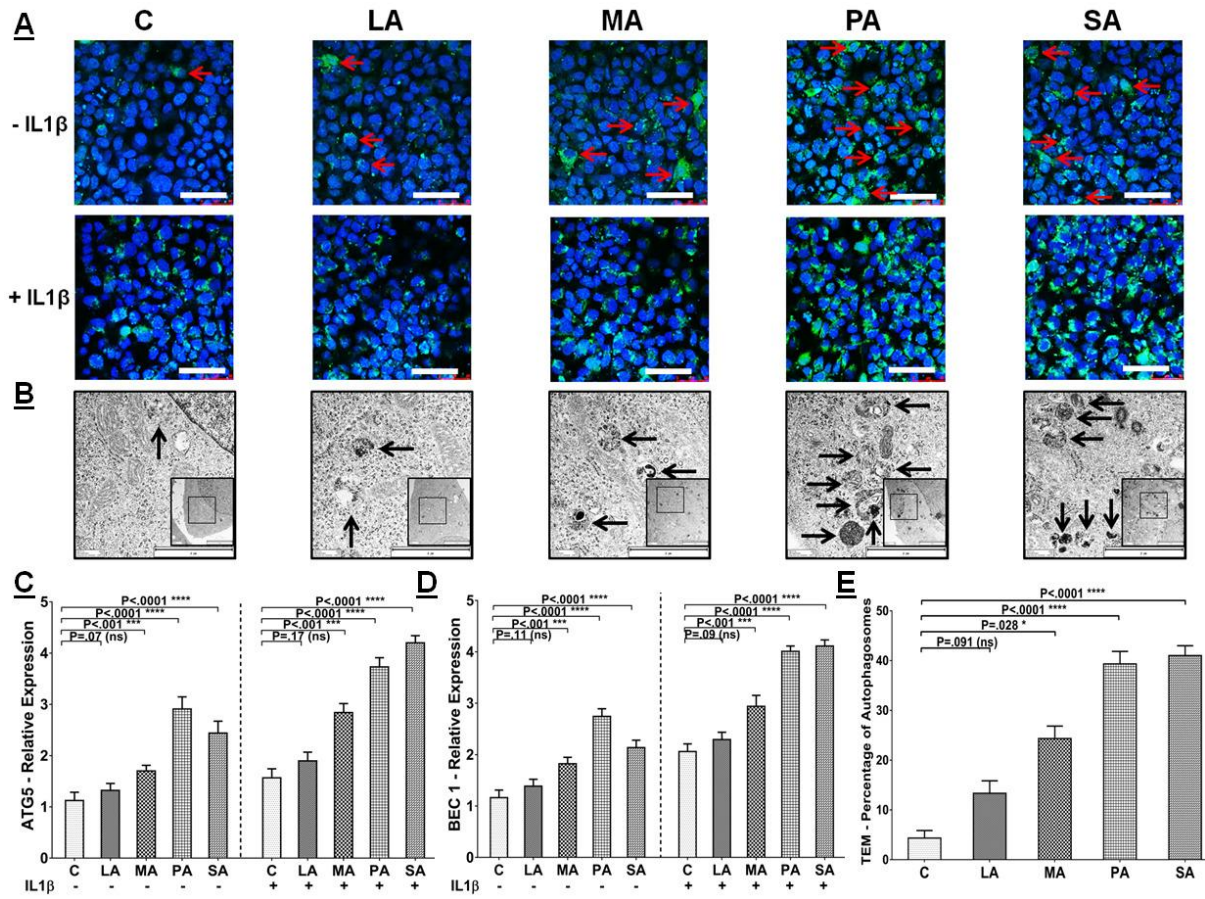 A C LA MA PA SA
- IL1β
+ IL1β
B
C
ATG5 - Relative Expression
5
4
3
2
1
0
P<.0001 ****
P<.0001 ****
P<.001 ***
P=.07 (ns)
P<.0001 ****
P<.0001 ****
P<.001 ***
P=.17 (ns)
C LA MA PA SA C LA MA PA SA
IL1β - - - - - + + + + +
D
BEC 1 - Relative Expression
5
4
3
2
1
0
P<.0001 ****
P<.0001 ****
P<.001 ***
P=.11 (ns)
P<.0001 ****
P<.0001 ****
P<.001 ***
P=.09 (ns)
C LA MA PA SA C LA MA PA SA
- - - - - + + + + +
E
TEM - Percentage of Autophagosomes
50
40
30
20
10
0
P<.0001 ****
P<.0001 ****
P=.028 *
P=.091 (ns)
C LA MA PA SA